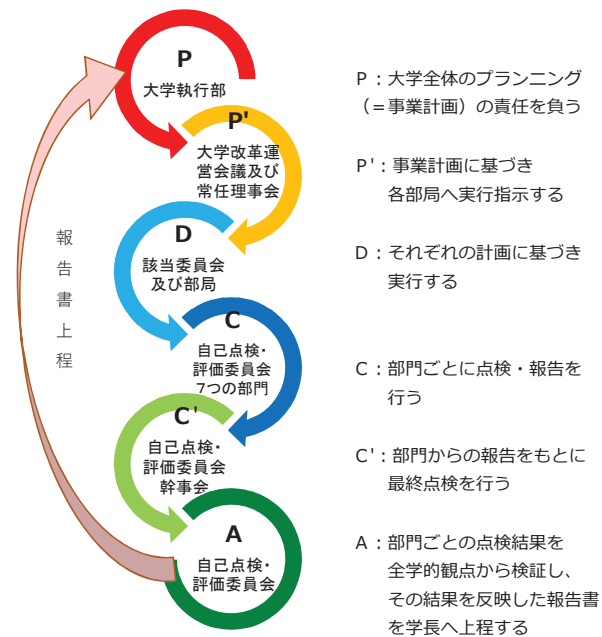 P
大学執行部
P'
大学改革運
営会議及び
常任理事会
D
該当委員会
及び部局
C
自己点検・
評価委員会
7つの部門
C'
自己点検・
評価委員会
幹事会
A
自己点検・
評価委員会
報告書上程
P：大学全体のプランニング
（＝事業計画）の責任を負う
P'：事業計画に基づき
各部局へ実行指示する
D：それぞれの計画に基づき
実行する
C：部門ごとに点検・報告を
行う
C'：部門からの報告をもとに
最終点検を行う
A：部門ごとの点検結果を
全学的観点から検証し、
その結果を反映した報告書
を学長へ上程する